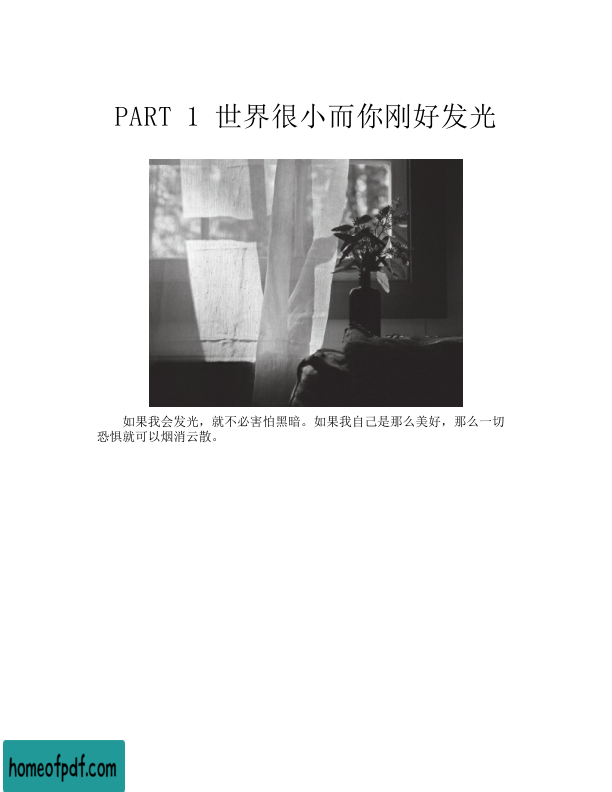 PART 1 世界很小而你刚好发光
如果我会发光，就不必害怕黑暗。如果我自己是那么美好，那么一切
恐惧就可以烟消云散。
homeofpdf.com